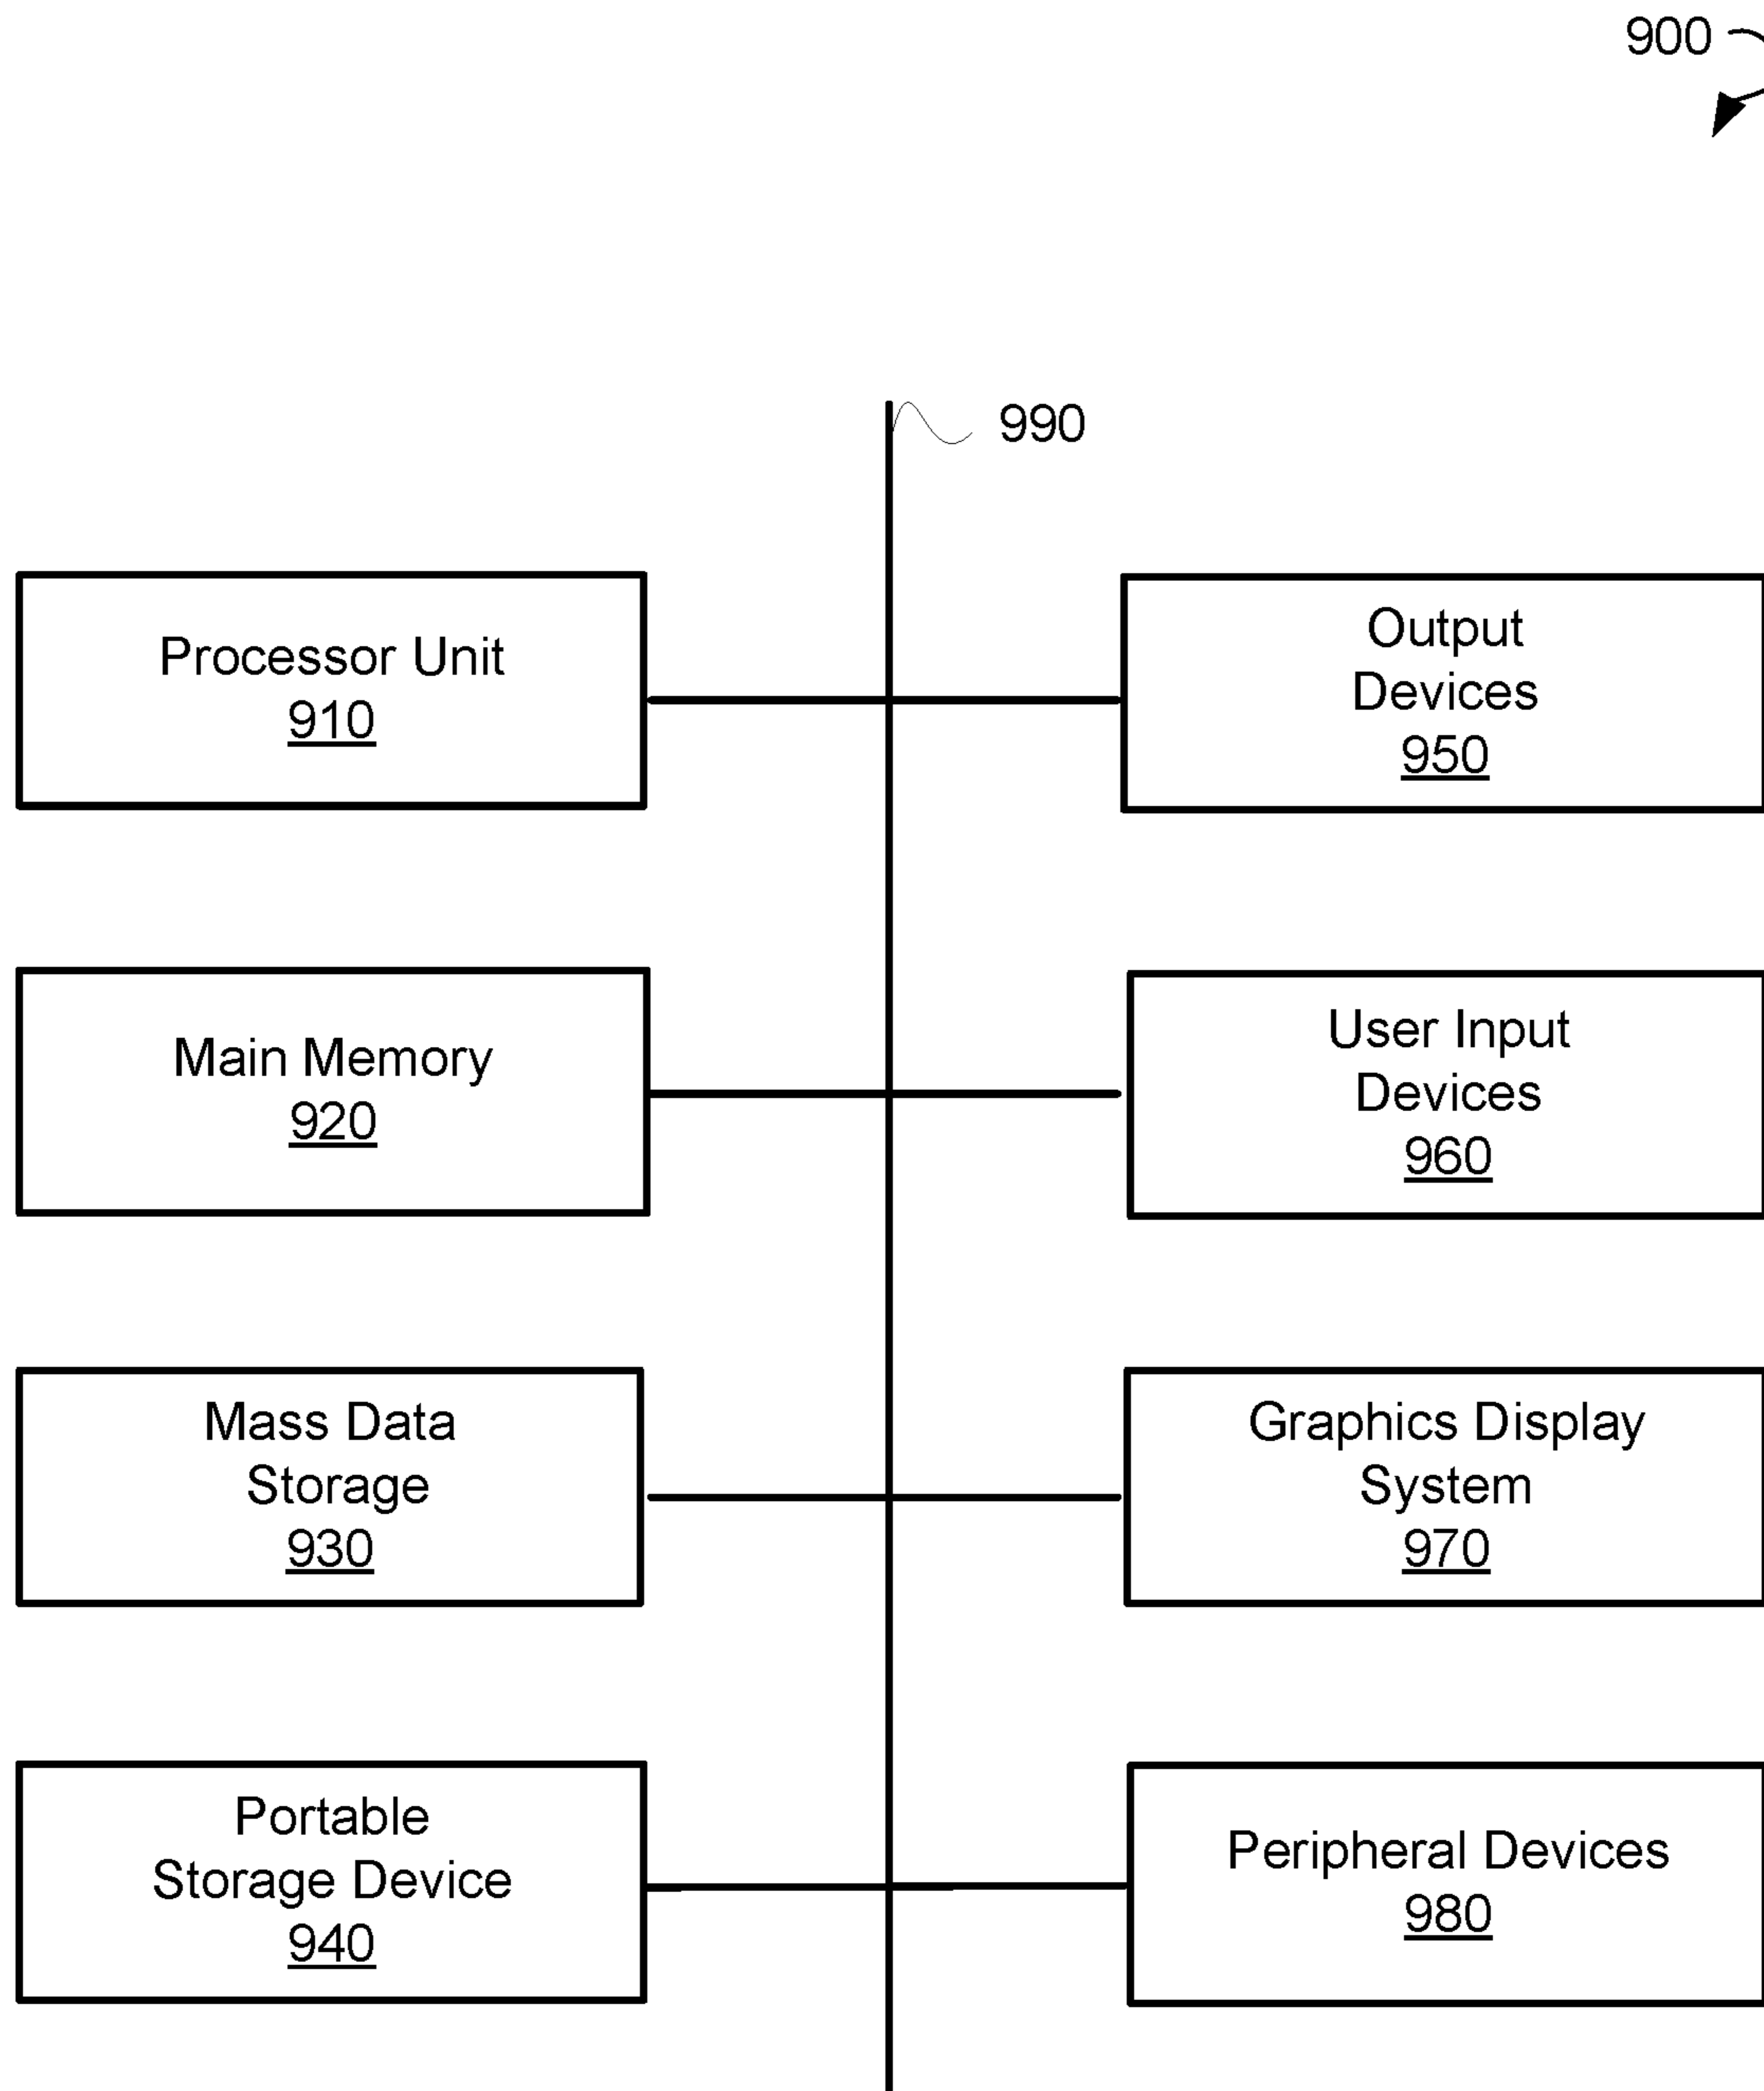 900
990
Processor Unit
910
Output
Devices
950
Main Memory
920
User Input
Devices
960
Mass Data
Storage
930
Graphics Display
System
970
Portable
Storage Device
940
Peripheral Devices
980